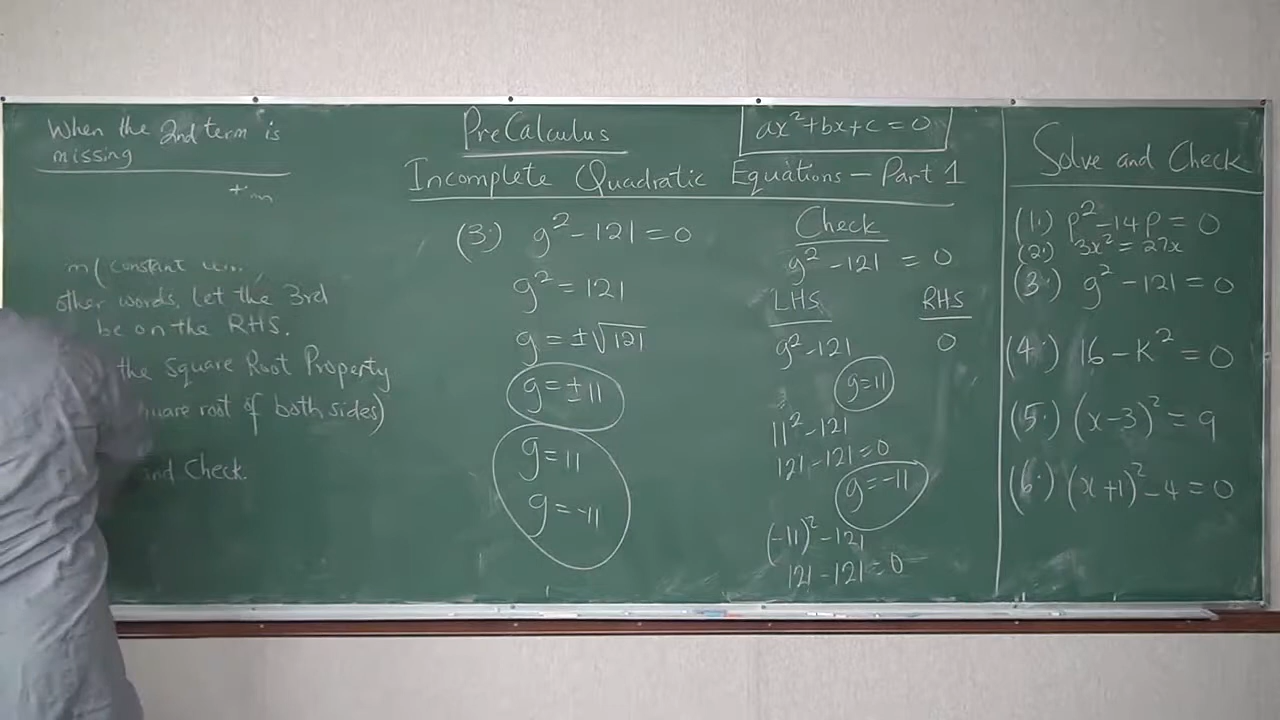 When the 2nd term is
missing
m (constant
other words, Let the 3rd
be on the RHS.
the Square Root Property
root of both sides)
and Check.
PreCalculus
ax²+bx+c=0
Incomplete Quadratic Equations – Part 1
(3.) g²-121=0
g²=121
g=±√121
g=±11
g=11
g=-11
Check
g²-121 = 0
LHS RHS
g²-121 0
g=11
11²-121
121-121=0
g=-11
(-11)²-121
121-121=0
Solve and Check
(1.) p²-14p=0
(2.) 3x²=27x
(3.) g²-121=0
(4.) 16-K²=0
(5.) (x-3)²=9
(6.) (x+1)²-4=0